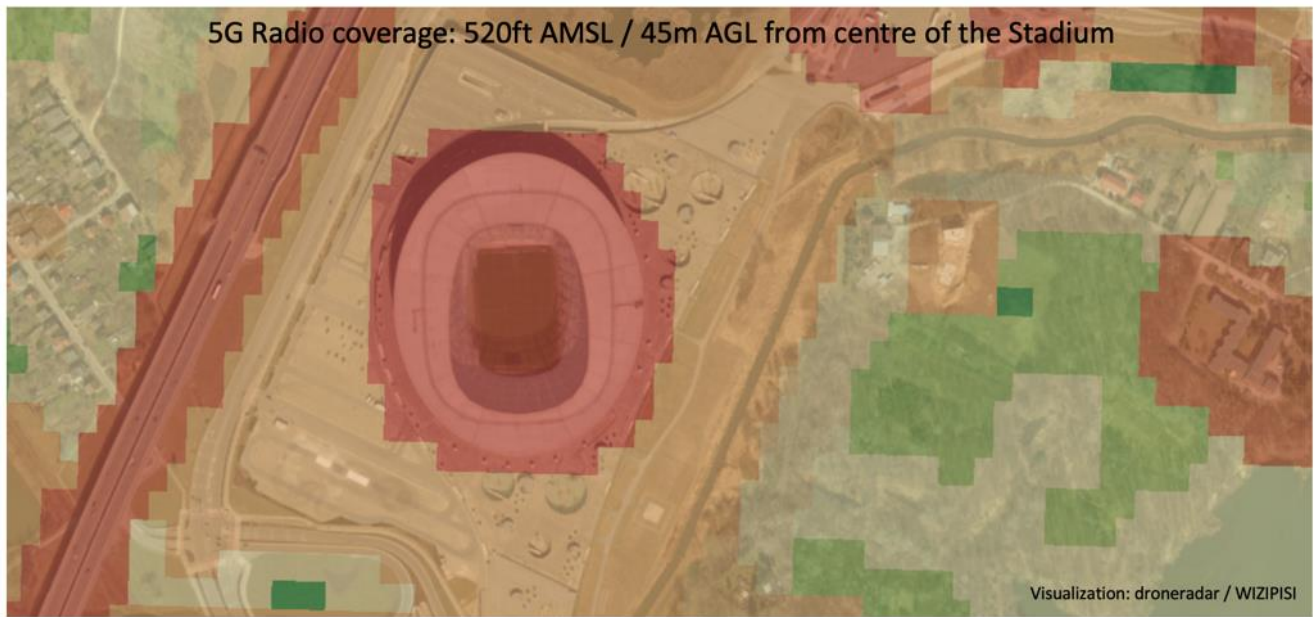 5G Radio coverage: 520ft AMSL / 45m AGL from centre of the Stadium
Visualization: droneradar / WIZIPISI